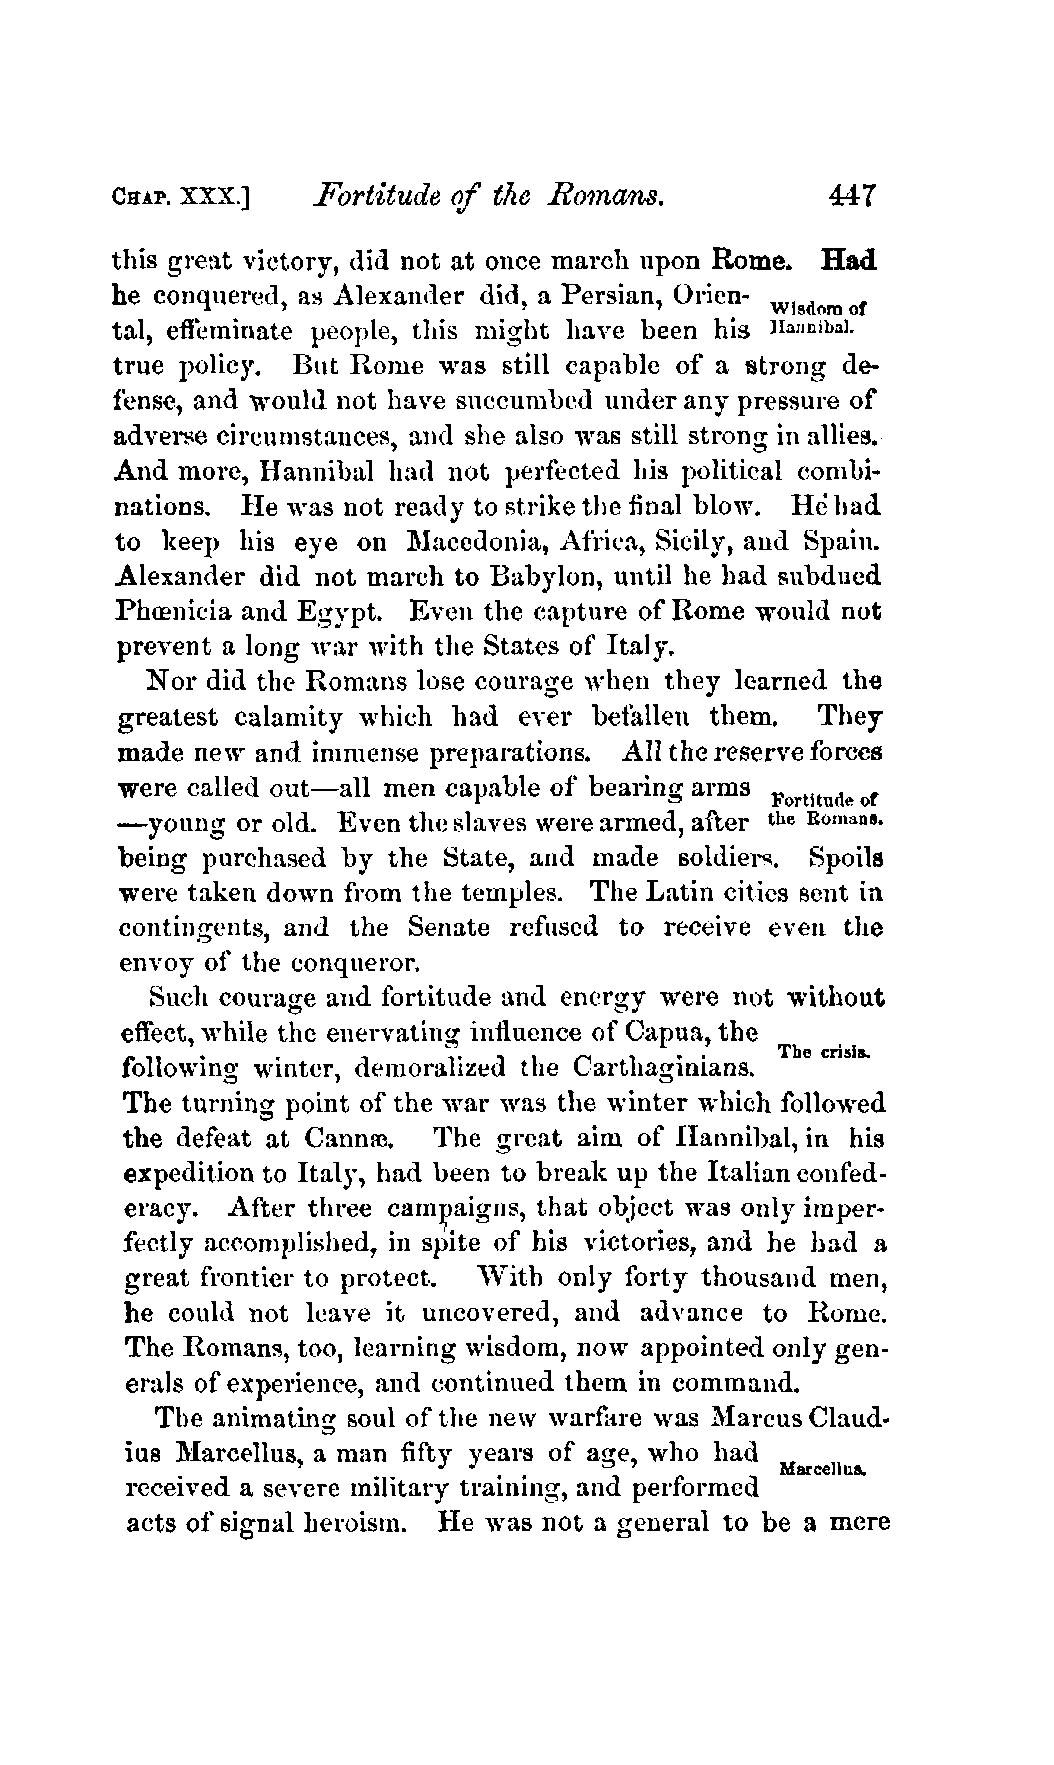 CHAP. XXX.] Fortitude of the Romans. 447
this great victory, did not at once march upon Rome. Had
he conquered, as Alexander did, a Persian, Orien-
Wisdom of
Hannibal.
tal, effeminate people, this might have been his
true policy. But Rome was still capable of a strong de-
fense, and would not have succumbed under any pressure of
adverse circumstances, and she also was still strong in allies.
And more, Hannibal had not perfected his political combi-
nations. He was not ready to strike the final blow. He had
to keep his eye on Macedonia, Africa, Sicily, and Spain.
Alexander did not march to Babylon, until he had subdued
Phœnicia and Egypt. Even the capture of Rome would not
prevent a long war with the States of Italy.
Nor did the Romans lose courage when they learned the
greatest calamity which had ever befallen them. They
made new and immense preparations. All the reserve forces
were called out—all men capable of bearing arms
Fortitude of
the Romans.
—young or old. Even the slaves were armed, after
being purchased by the State, and made soldiers. Spoils
were taken down from the temples. The Latin cities sent in
contingents, and the Senate refused to receive even the
envoy of the conqueror.
Such courage and fortitude and energy were not without
effect, while the enervating influence of Capua, the
The crisis.
following winter, demoralized the Carthaginians.
The turning point of the war was the winter which followed
the defeat at Cannæ. The great aim of Hannibal, in his
expedition to Italy, had been to break up the Italian confed-
eracy. After three campaigns, that object was only imper-
fectly accomplished, in spite of his victories, and he had a
great frontier to protect. With only forty thousand men,
he could not leave it uncovered, and advance to Rome.
The Romans, too, learning wisdom, now appointed only gen-
erals of experience, and continued them in command.
The animating soul of the new warfare was Marcus Claud-
ius Marcellus, a man fifty years of age, who had
Marcellus.
received a severe military training, and performed
acts of signal heroism. He was not a general to be a mere